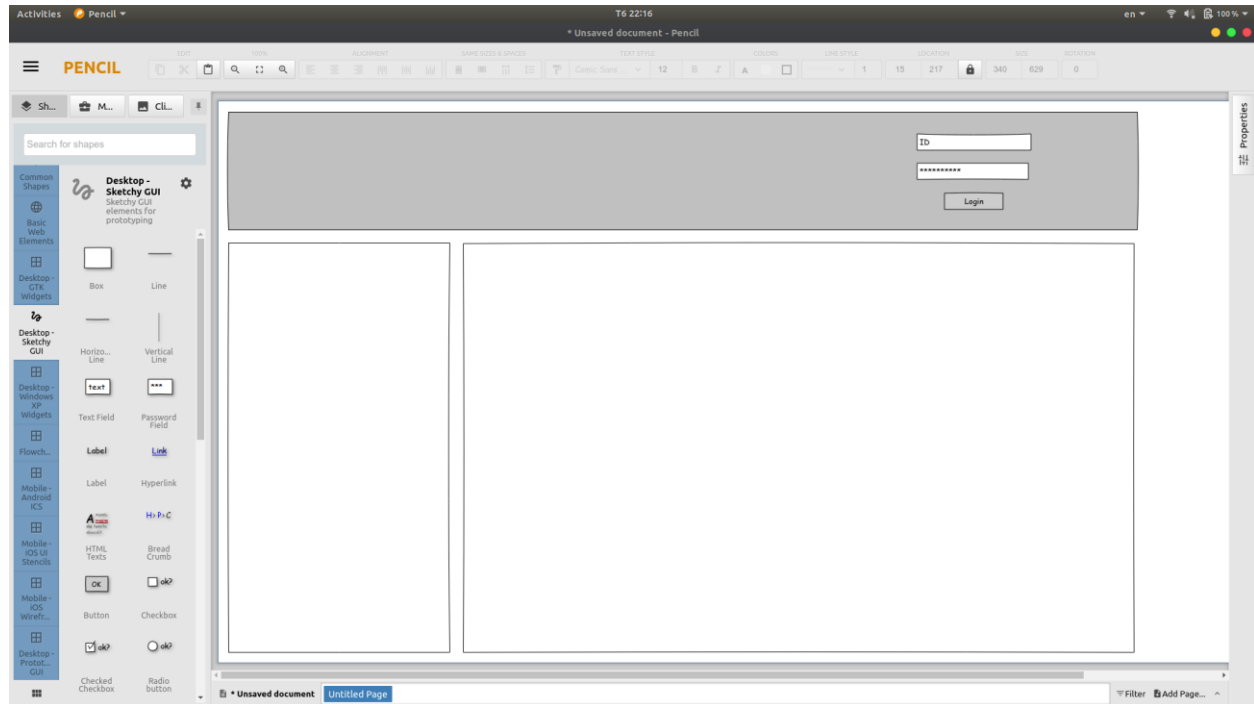 Activities Pencil T6 22:16 en 100 %
* Unsaved document - Pencil
EDIT 100% ALIGNMENT SAME SIZES & SPACES TEXT STYLE COLORS LINE STYLE LOCATION SIZE ROTATION
PENCIL Comic Sans... 12 B I A 1 15 217 340 629 0
Sh... M... Cli...
Search for shapes
Common
Shapes
Basic
Web
Elements
Desktop -
GTK
Widgets
Desktop -
Sketchy
GUI
Desktop -
Windows
XP
Widgets
Flowch...
Mobile -
Android
ICS
Mobile -
iOS UI
Stencils
Mobile -
iOS
Wirefr...
Desktop -
Protot...
GUI
Desktop -
Sketchy GUI
Sketchy GUI
elements for
prototyping
Box Line
Horizo...
Line
Vertical
Line
text ***
Text Field
Password
Field
Label Link
Label Hyperlink
H>P>C
HTML
Texts
Bread
Crumb
OK ok?
Button Checkbox
ok? ok?
Checked
Checkbox
Radio
button
ID
**********
Login
Properties
* Unsaved document Untitled Page Filter Add Page...